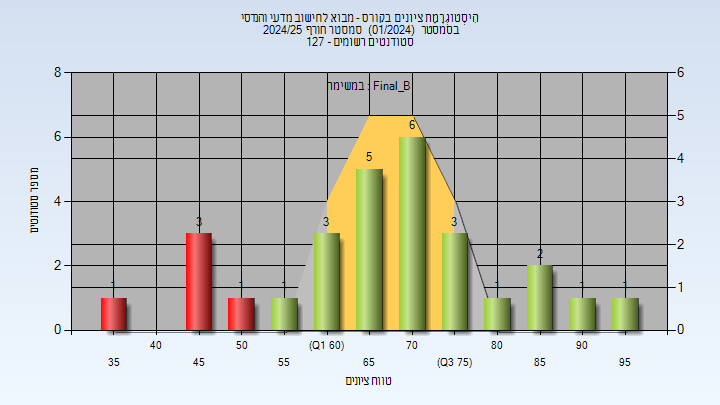 היסטוגרמת ציונים בקורס - מבוא לחישוב מדעי והנדסי
בסמסטר (01/2024) סמסטר חורף 2024/25
סטודנטים רשומים - 127
במשימה : Final_B
8 6 4 2 0
מספר סטודנטים
6 5 4 3 2 1 0
1 3 1 1 3 5 6 3 1 2 1 1
40 50 (Q1 60) 70 80 90
35 45 55 65 (Q3 75) 85 95
טווח ציונים